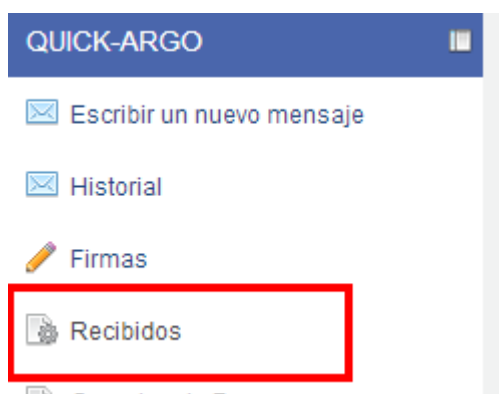 QUICK-ARGO
Escribir un nuevo mensaje
Historial
Firmas
Recibidos